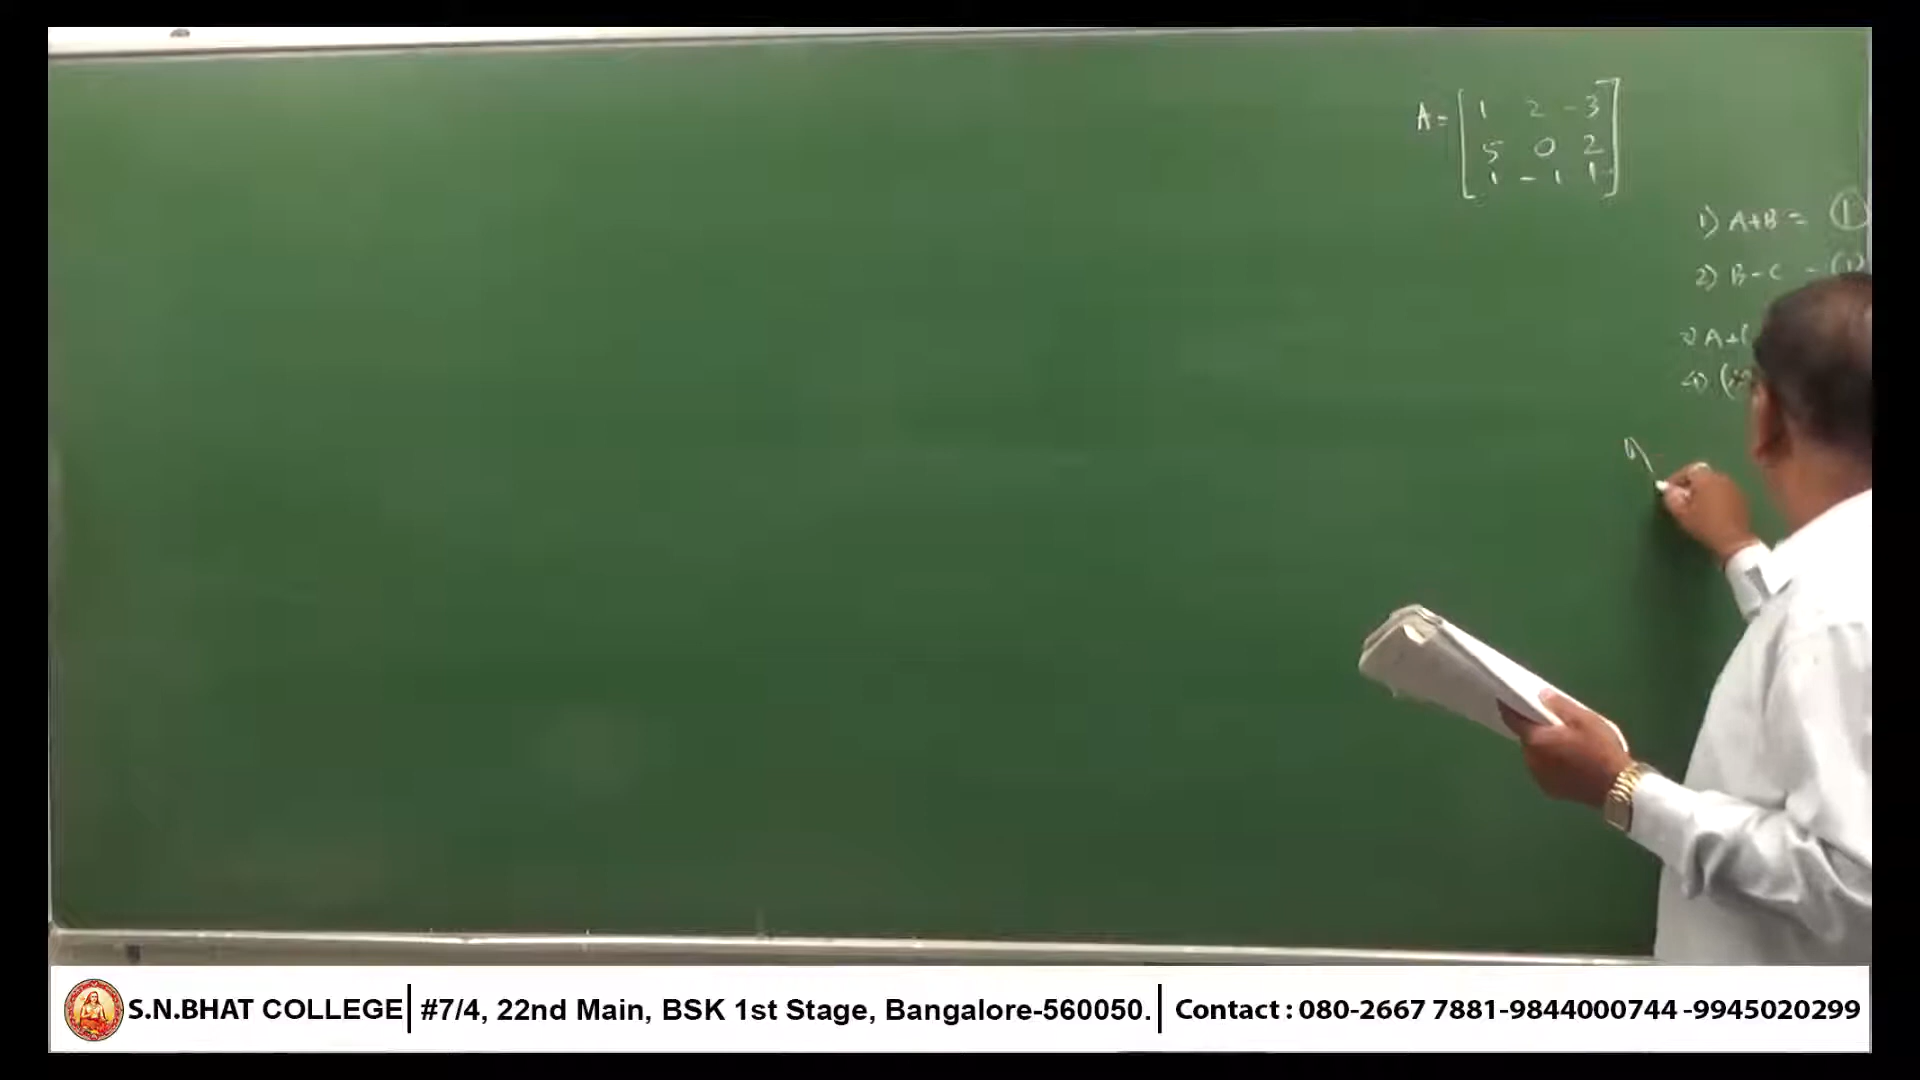 A = [ 1 2 -3
5 0 2
1 -1 1 ]
1) A+B = ①
2) B-C -
A+
S.N.BHAT COLLEGE | #7/4, 22nd Main, BSK 1st Stage, Bangalore-560050. | Contact : 080-2667 7881-9844000744 -9945020299